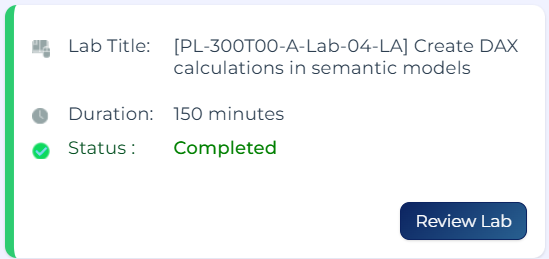 Lab Title: [PL-300T00-A-Lab-04-LA] Create DAX
calculations in semantic models
Duration: 150 minutes
Status : Completed
Review Lab